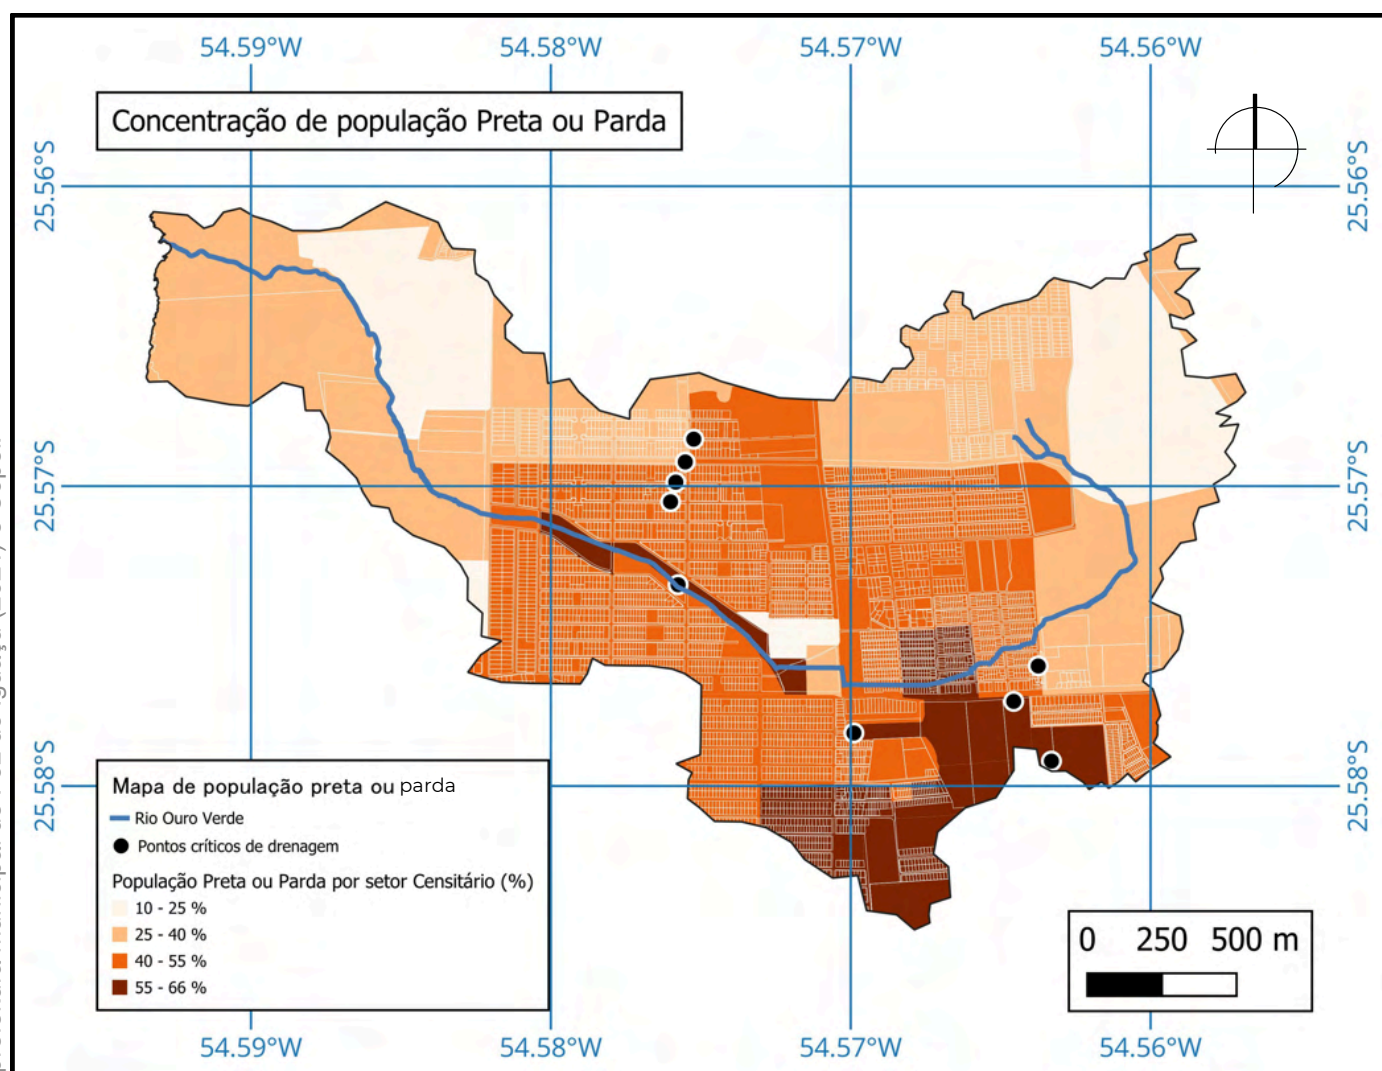 54.59°W 54.58°W 54.57°W 54.56°W
Concentração de população Preta ou Parda
25.56°S 25.56°S
25.57°S 25.57°S
25.58°S 25.58°S
Mapa de população preta ou parda
Rio Ouro Verde
Pontos críticos de drenagem
População Preta ou Parda por setor Censitário (%)
10 - 25 %
25 - 40 %
40 - 55 %
55 - 66 %
0 250 500 m
54.59°W 54.58°W 54.57°W 54.56°W